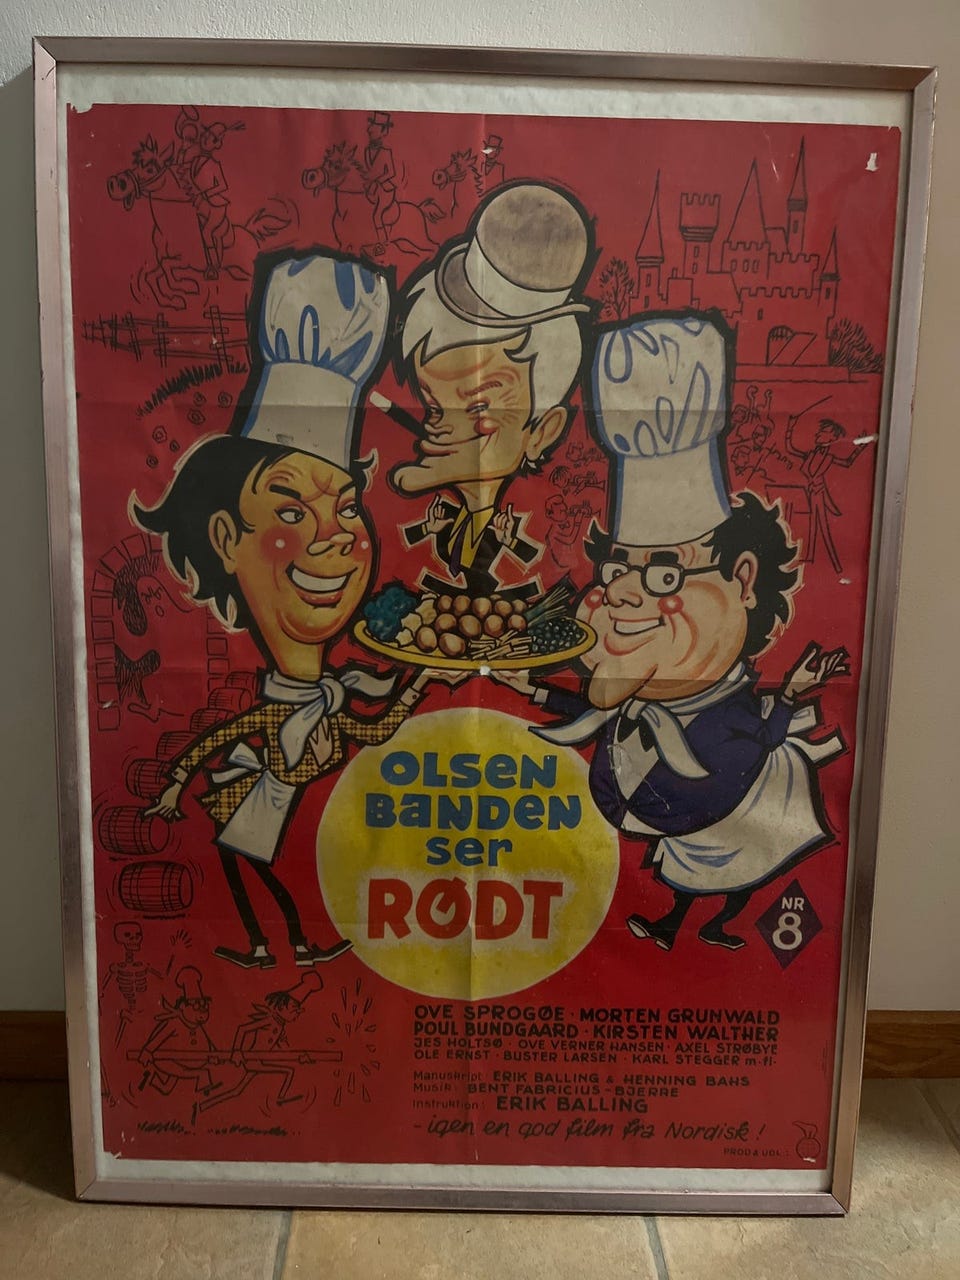 OLSEN
BANDEN
ser
RØDT
NR
8
OVE SPROGØE · MORTEN GRUNWALD
POUL BUNDGAARD · KIRSTEN WALTHER
JES HOLTSØ · OVE VERNER HANSEN · AXEL STRØBYE
OLE ERNST · BUSTER LARSEN · KARL STEGGER m·fl·
Manuskript: ERIK BALLING & HENNING BAHS
Musik: BENT FABRICIUS - BJERRE
Instruktion: ERIK BALLING
- igen en god film fra Nordisk!
PROD & UDL: